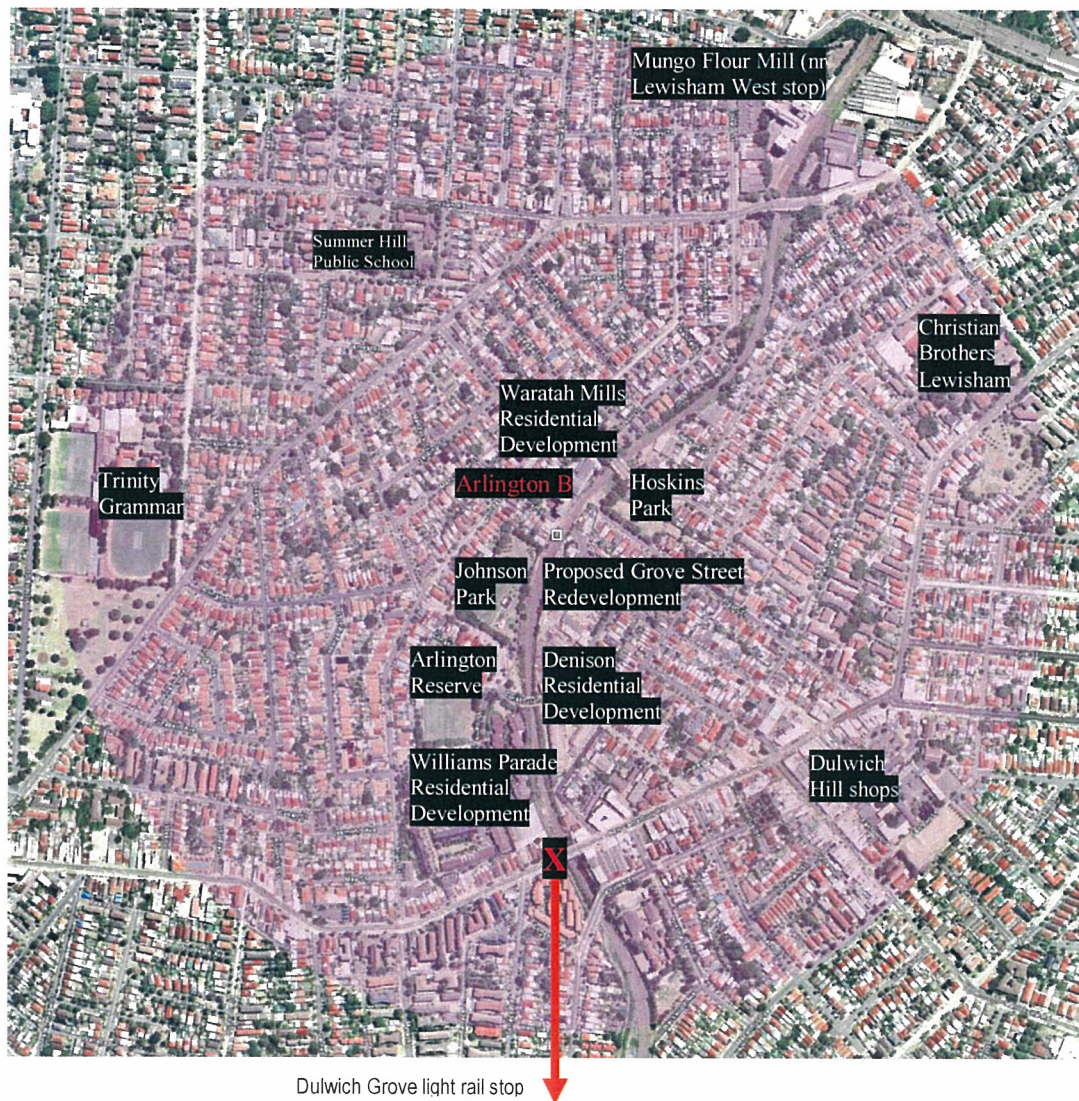 Mungo Flour Mill (nr
Lewisham West stop)
Summer Hill
Public School
Christian
Brothers
Lewisham
Waratah Mills
Residential
Development
Arlington B
Hoskins
Park
Trinity
Grammar
Johnson
Park
Proposed Grove Street
Redevelopment
Arlington
Reserve
Denison
Residential
Development
Williams Parade
Residential
Development
Dulwich
Hill shops
X
Dulwich Grove light rail stop